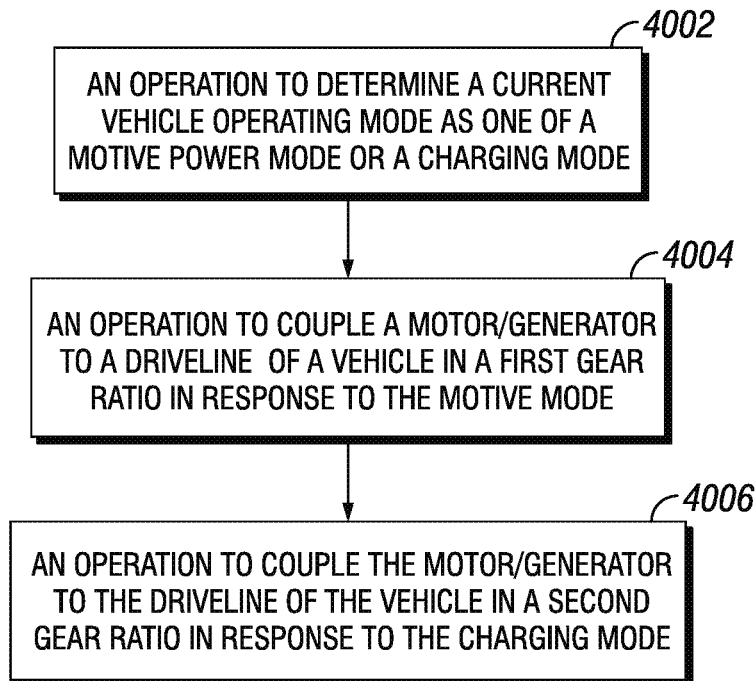 4002
AN OPERATION TO DETERMINE A CURRENT
VEHICLE OPERATING MODE AS ONE OF A
MOTIVE POWER MODE OR A CHARGING MODE
4004
AN OPERATION TO COUPLE A MOTOR/GENERATOR
TO A DRIVELINE OF A VEHICLE IN A FIRST GEAR
RATIO IN RESPONSE TO THE MOTIVE MODE
4006
AN OPERATION TO COUPLE THE MOTOR/GENERATOR
TO THE DRIVELINE OF THE VEHICLE IN A SECOND
GEAR RATIO IN RESPONSE TO THE CHARGING MODE